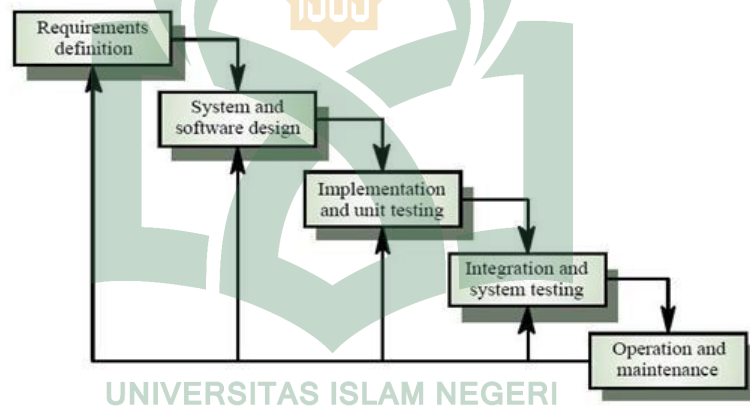 Requirements
definition
System and
software design
Implementation
and unit testing
Integration and
system testing
Operation and
maintenance
UNIVERSITAS ISLAM NEGERI